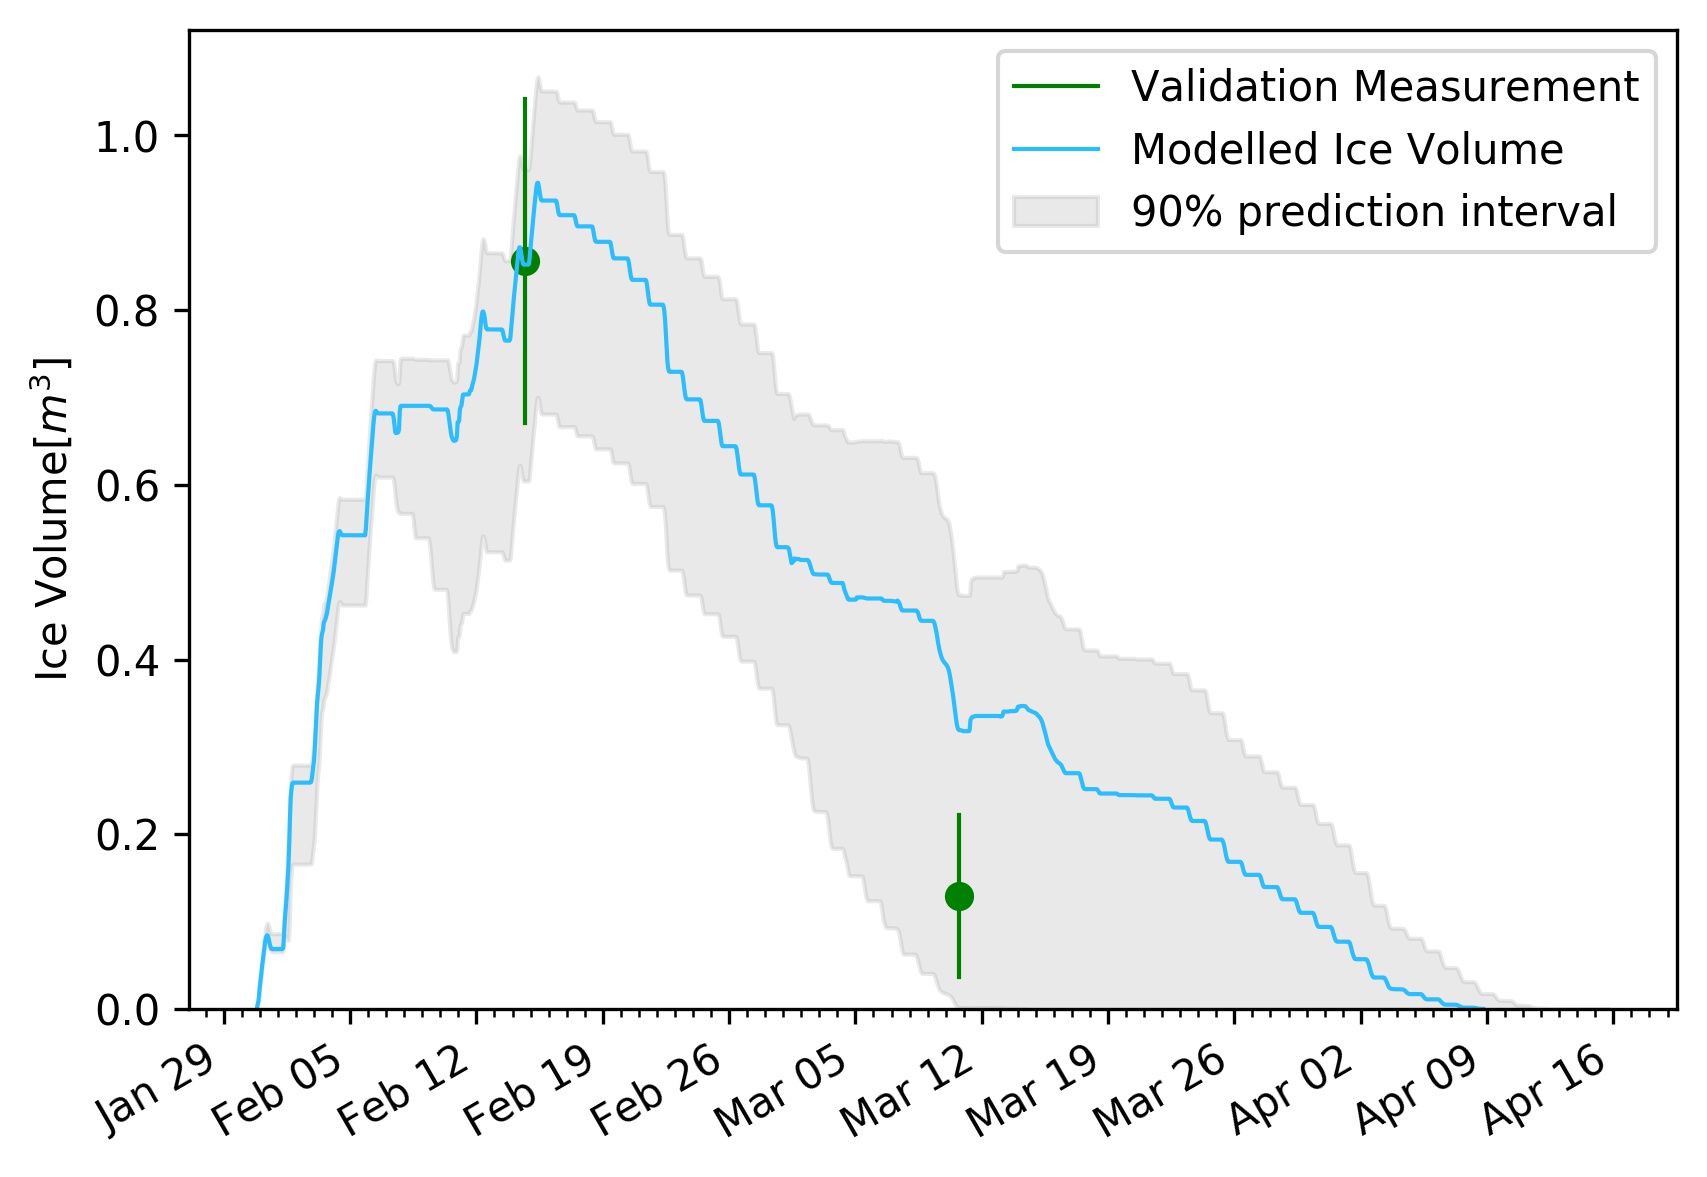 Validation Measurement
Modelled Ice Volume
90% prediction interval
Ice Volume[m³]
1.0
0.8
0.6
0.4
0.2
0.0
Jan 29
Feb 05
Feb 12
Feb 19
Feb 26
Mar 05
Mar 12
Mar 19
Mar 26
Apr 02
Apr 09
Apr 16